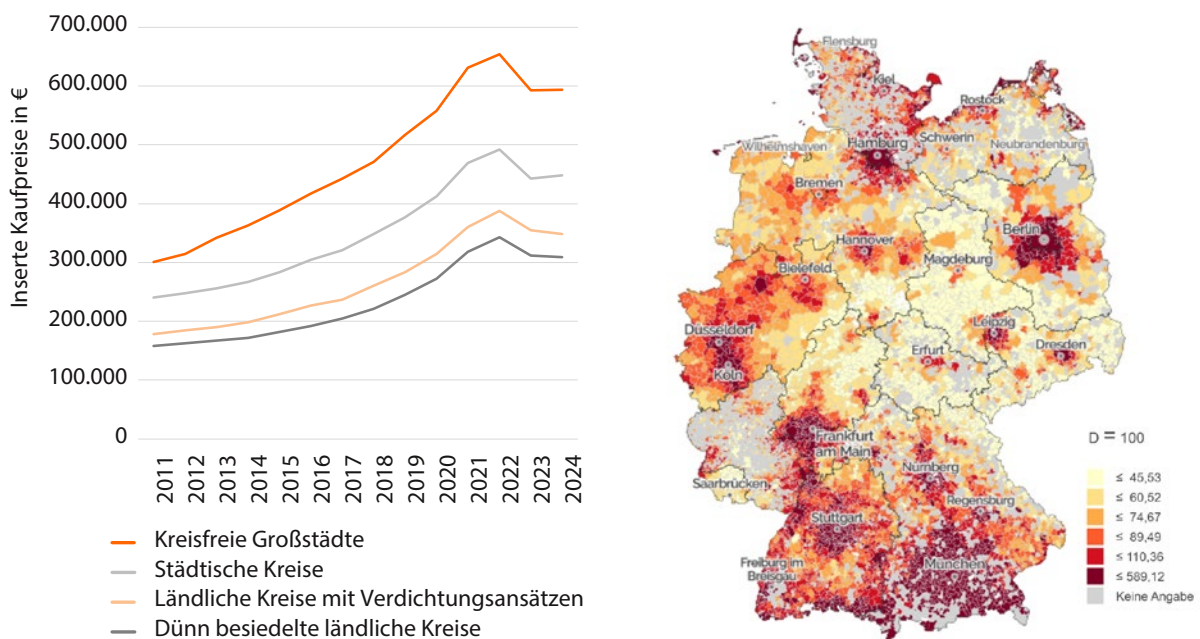 Inserte Kaufpreise in €
700.000
600.000
500.000
400.000
300.000
200.000
100.000
0
2011
2012
2013
2014
2015
2016
2017
2018
2019
2020
2021
2022
2023
2024
Kreisfreie Großstädte
Städtische Kreise
Ländliche Kreise mit Verdichtungsansätzen
Dünn besiedelte ländliche Kreise
Flensburg
Kiel
Rostock
Schwerin
Hamburg
Wilhelmshaven
Neubrandenburg
Bremen
Berlin
Hannover
Bielefeld
Magdeburg
Düsseldorf
Leipzig
Köln
Erfurt
Dresden
Frankfurt
am Main
Nürnberg
Saarbrücken
Regensburg
Stuttgart
Freiburg im
Breisgau
München
D = 100
≤ 45,53
≤ 60,52
≤ 74,67
≤ 89,49
≤ 110,36
≤ 589,12
Keine Angabe